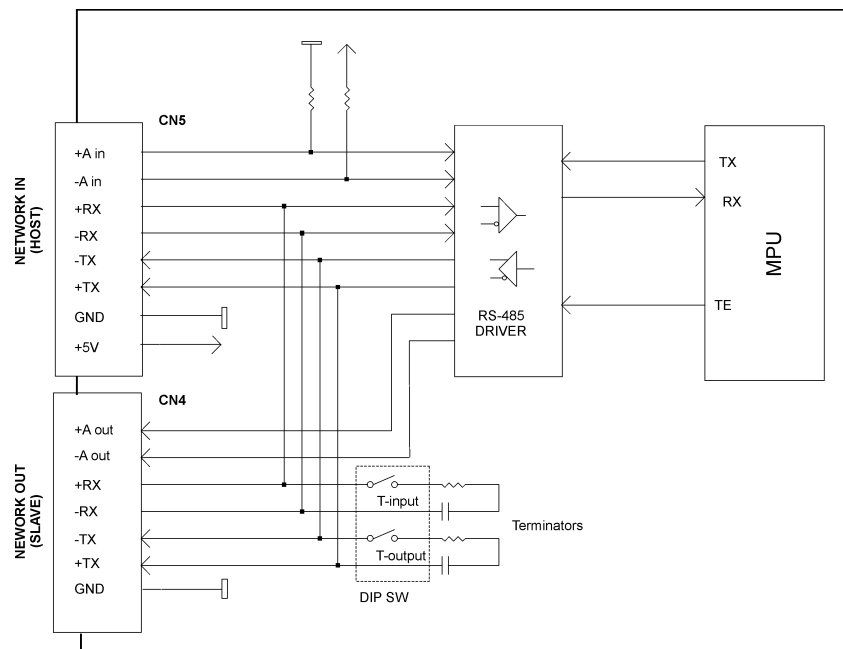 CN5
NETWORK IN
(HOST)
+A in
-A in
+RX
-RX
-TX
+TX
GND
+5V
RS-485
DRIVER
TX
RX
TE
MPU
CN4
NEWORK OUT
(SLAVE)
+A out
-A out
+RX
-RX
-TX
+TX
GND
T-input
T-output
DIP SW
Terminators